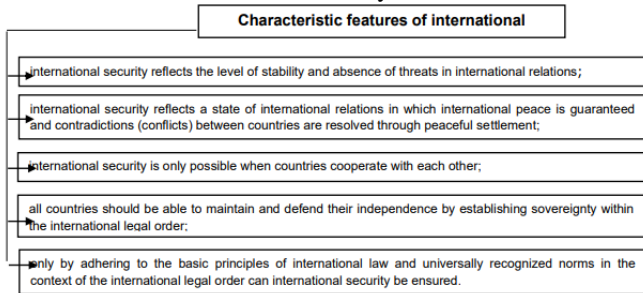 Characteristic features of international
international security reflects the level of stability and absence of threats in international relations;
international security reflects a state of international relations in which international peace is guaranteed
and contradictions (conflicts) between countries are resolved through peaceful settlement;
international security is only possible when countries cooperate with each other;
all countries should be able to maintain and defend their independence by establishing sovereignty within
the international legal order;
only by adhering to the basic principles of international law and universally recognized norms in the
context of the international legal order can international security be ensured.